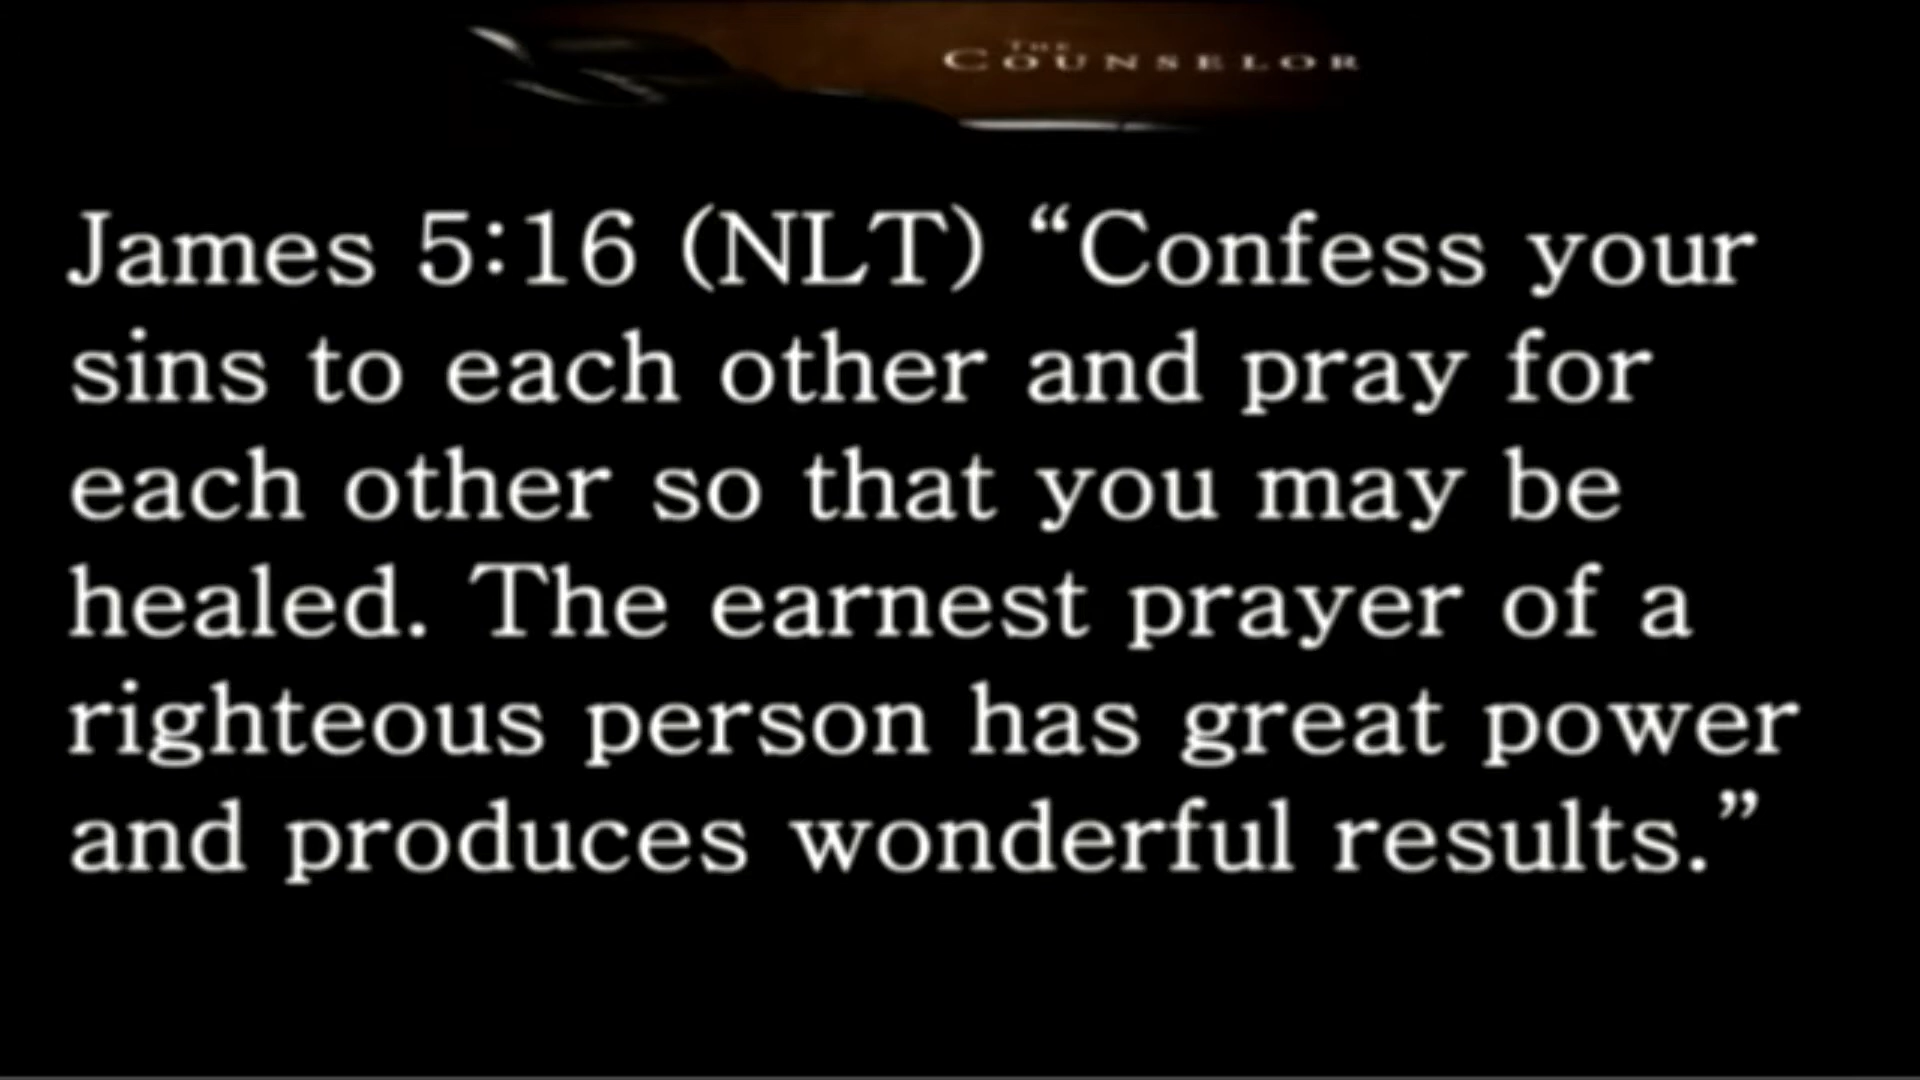 THE
COUNSELOR
James 5:16 (NLT) “Confess your
sins to each other and pray for
each other so that you may be
healed. The earnest prayer of a
righteous person has great power
and produces wonderful results.”